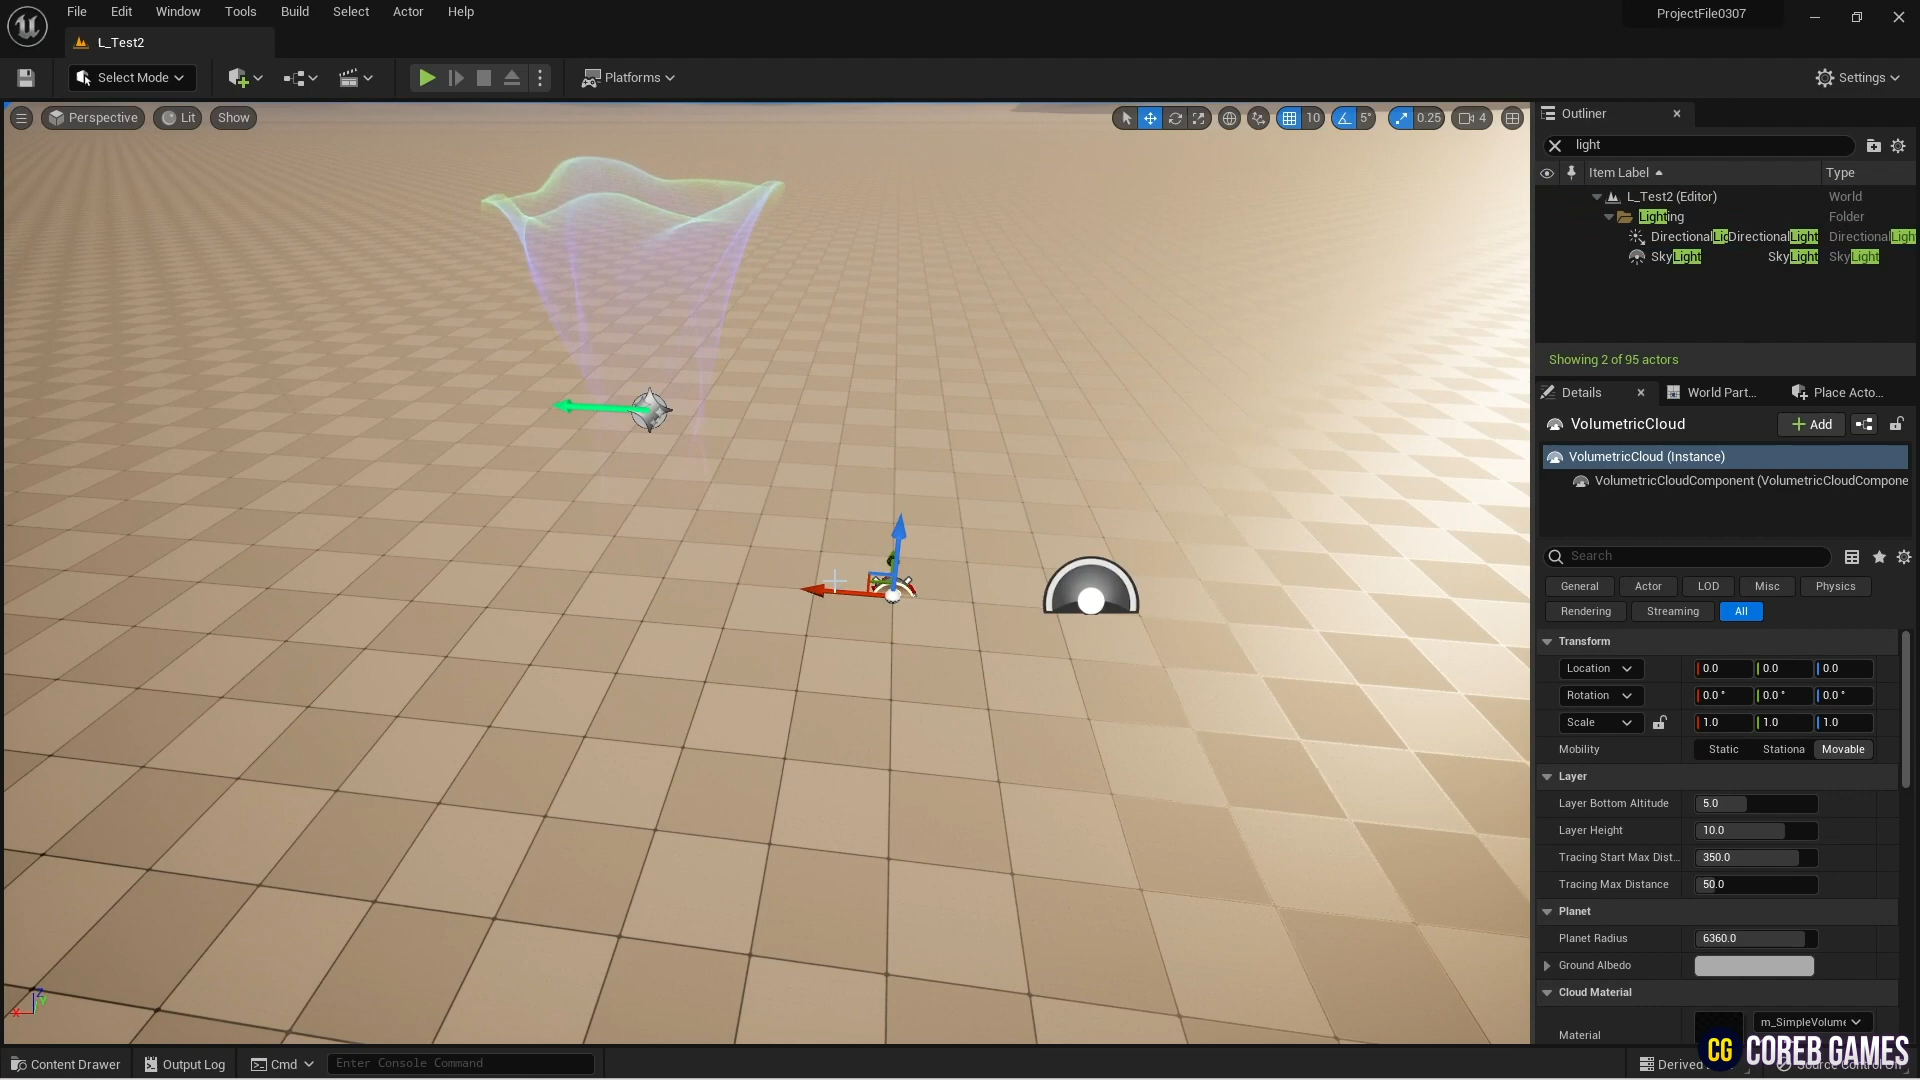 File Edit Window Tools Build Select Actor Help
ProjectFile0307
L_Test2
Select Mode
Platforms
Settings
Perspective Lit Show
10 5° 0.25 4
Outliner
light
Item Label Type
L_Test2 (Editor) World
Lighting Folder
DirectionalLig DirectionalLight DirectionalLigh
SkyLight SkyLight SkyLight
Showing 2 of 95 actors
Details World Part... Place Acto...
VolumetricCloud Add
VolumetricCloud (Instance)
VolumetricCloudComponent (VolumetricCloudCompone
Search
General Actor LOD Misc Physics
Rendering Streaming All
Transform
Location 0.0 0.0 0.0
Rotation 0.0 ° 0.0 ° 0.0 °
Scale 1.0 1.0 1.0
Mobility Static Stationa Movable
Layer
Layer Bottom Altitude 5.0
Layer Height 10.0
Tracing Start Max Dist... 350.0
Tracing Max Distance 50.0
Planet
Planet Radius 6360.0
Ground Albedo
Cloud Material
Material m_SimpleVolume
X Y Z
Content Drawer Output Log Cmd Enter Console Command
Derived
CG COREB GAMES